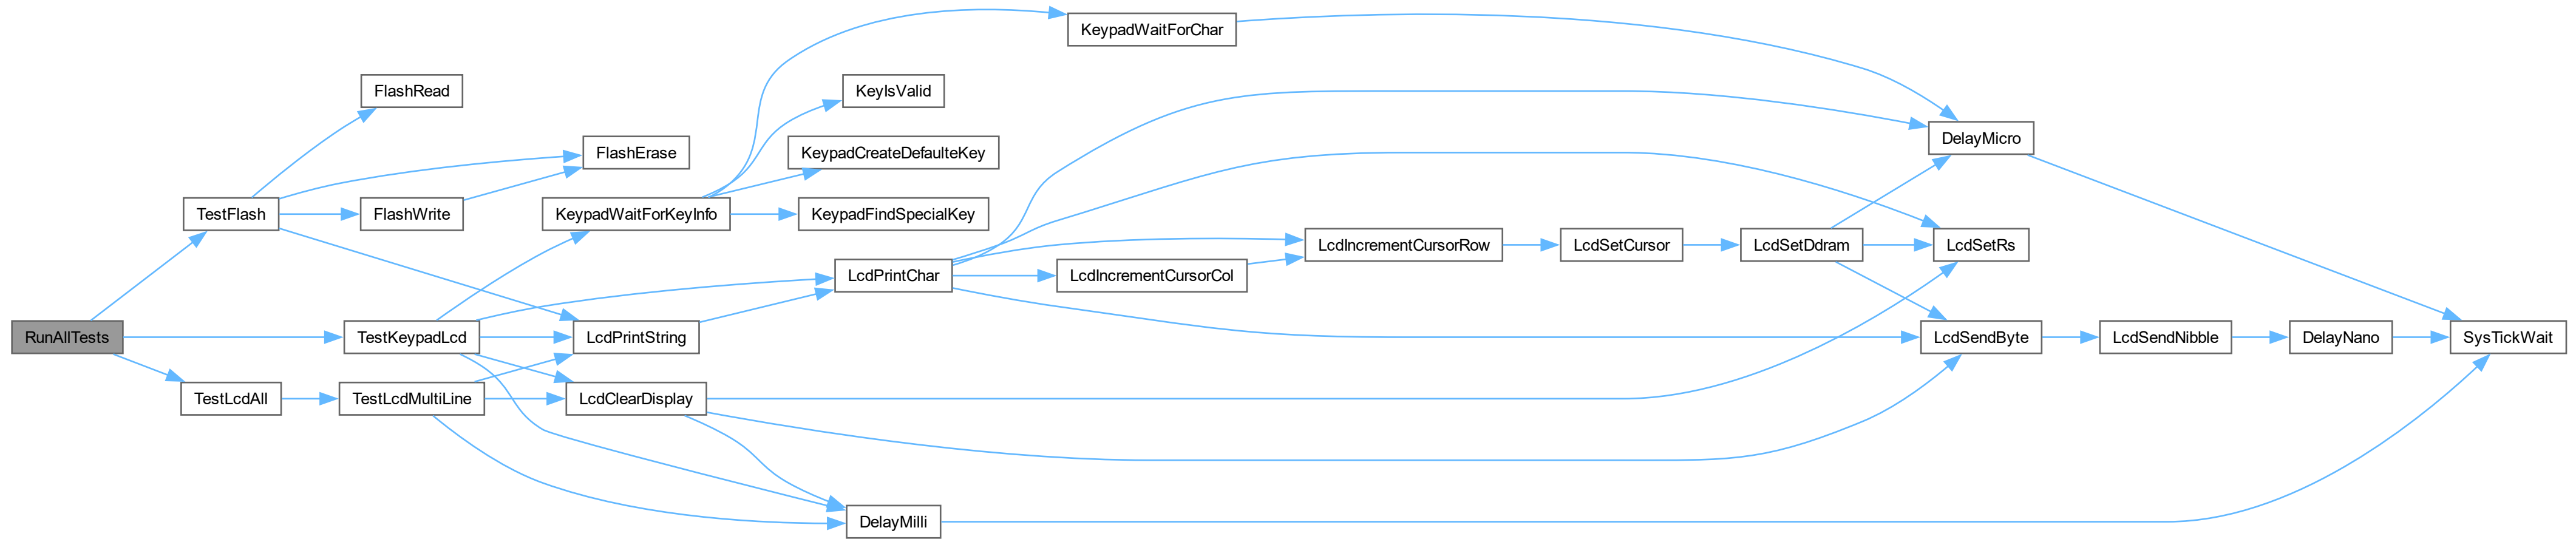 RunAllTests
TestFlash
TestKeypadLcd
TestLcdAll
FlashRead
FlashWrite
TestLcdMultiLine
FlashErase
KeypadWaitForKeyInfo
LcdPrintString
LcdClearDisplay
KeyIsValid
KeypadCreateDefaulteKey
KeypadFindSpecialKey
LcdPrintChar
DelayMilli
KeypadWaitForChar
LcdIncrementCursorCol
LcdIncrementCursorRow
LcdSetCursor
LcdSetDdram
DelayMicro
LcdSetRs
LcdSendByte
LcdSendNibble
DelayNano
SysTickWait